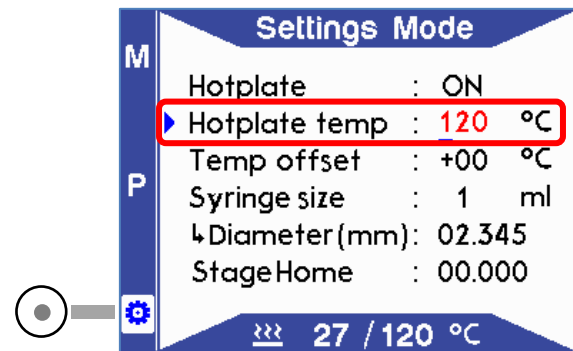 Settings Mode
M
Hotplate : ON
Hotplate temp : 120 °C
Temp offset : +00 °C
P
Syringe size : 1 ml
↳Diameter(mm): 02.345
StageHome : 00.000
27 / 120 °C